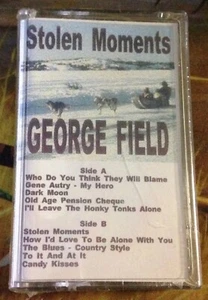 Stolen Moments
GEORGE FIELD
Side A
Who Do You Think They Will Blame
Gene Autry - My Hero
Dark Moon
Old Age Pension Cheque
I'll Leave The Honky Tonks Alone
Side B
Stolen Moments
How I'd Love To Be Alone With You
The Blues - Country Style
To It And At It
Candy Kisses